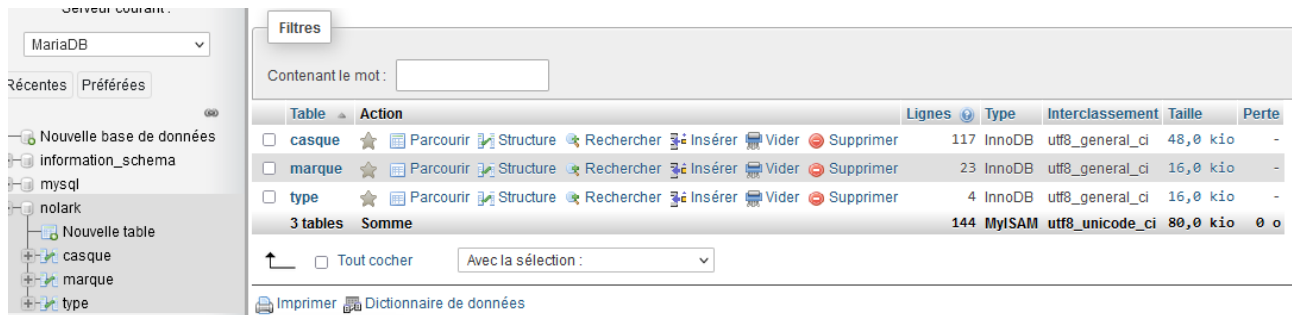 Serveur courant :
MariaDB
Récentes Préférées
Nouvelle base de données
information_schema
mysql
nolark
Nouvelle table
casque
marque
type
Filtres
Contenant le mot :
Table Action Lignes Type Interclassement Taille Perte
casque Parcourir Structure Rechercher Insérer Vider Supprimer 117 InnoDB utf8_general_ci 48,0 kio -
marque Parcourir Structure Rechercher Insérer Vider Supprimer 23 InnoDB utf8_general_ci 16,0 kio -
type Parcourir Structure Rechercher Insérer Vider Supprimer 4 InnoDB utf8_general_ci 16,0 kio -
3 tables Somme 144 MyISAM utf8_unicode_ci 80,0 kio 0 o
Tout cocher Avec la sélection :
Imprimer Dictionnaire de données